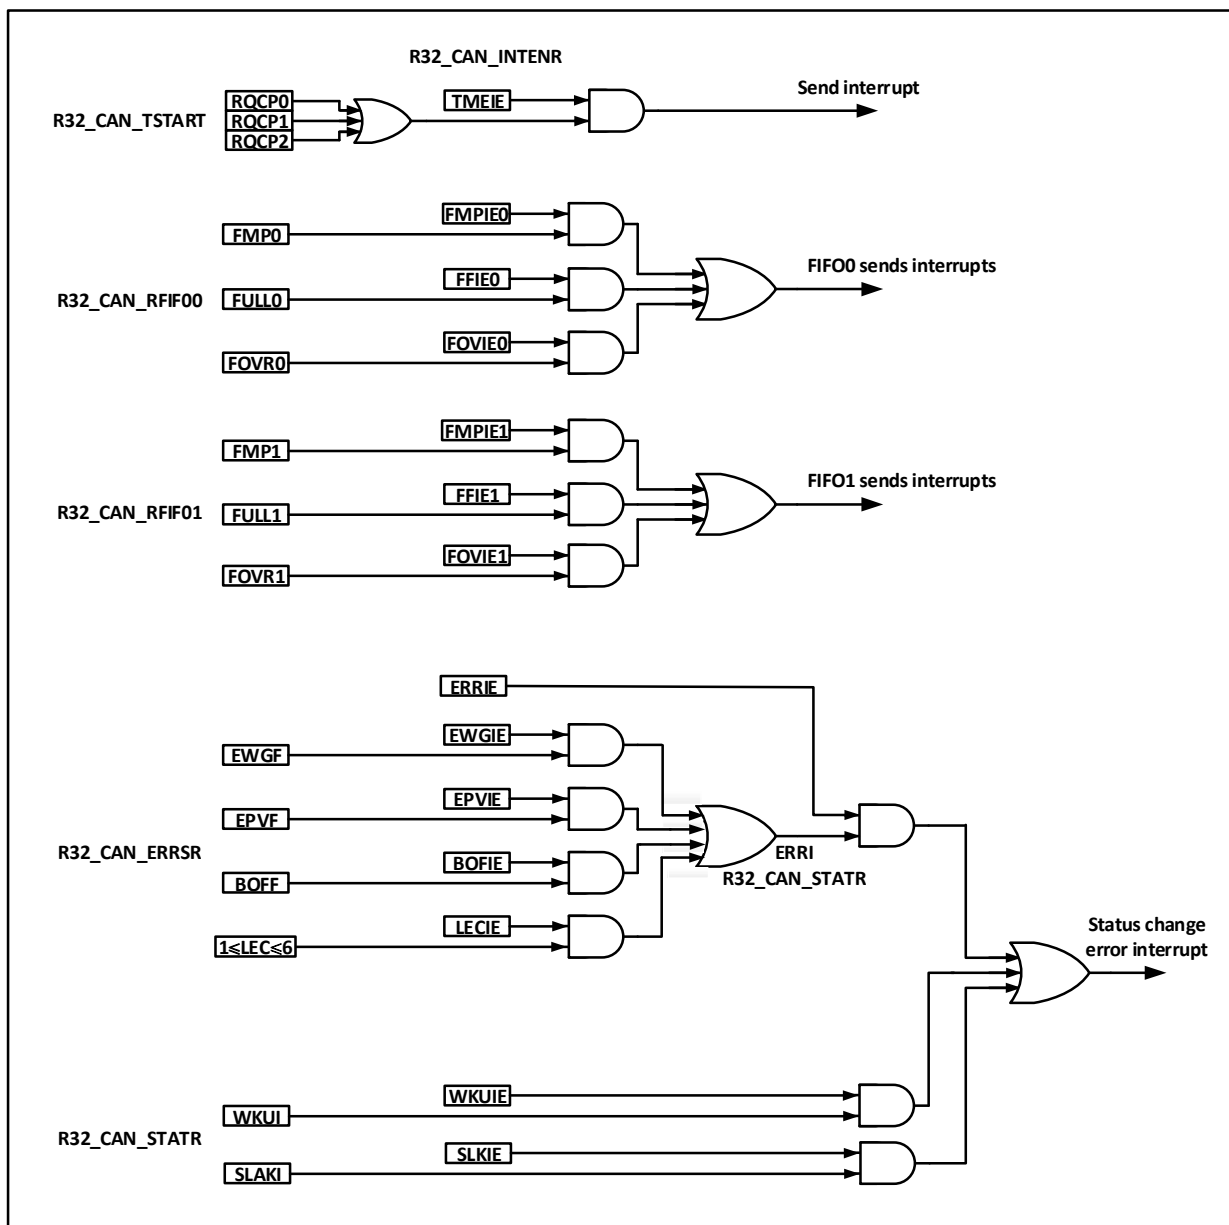 R32_CAN_INTENR
Send interrupt
RQCP0
TMEIE
R32_CAN_TSTART
RQCP1
RQCP2
FMPIE0
FMP0
FIFO0 sends interrupts
FFIE0
R32_CAN_RFIF00
FULL0
FOVIE0
FOVR0
FMPIE1
FMP1
FIFO1 sends interrupts
FFIE1
R32_CAN_RFIF01
FULL1
FOVIE1
FOVR1
ERRIE
EWGIE
EWGF
EPVIE
EPVF
R32_CAN_ERRSR
ERRI
BOFIE
R32_CAN_STATR
BOFF
LECIE
1≤LEC≤6
Status change
error interrupt
WKUIE
WKUI
R32_CAN_STATR
SLKIE
SLAKI